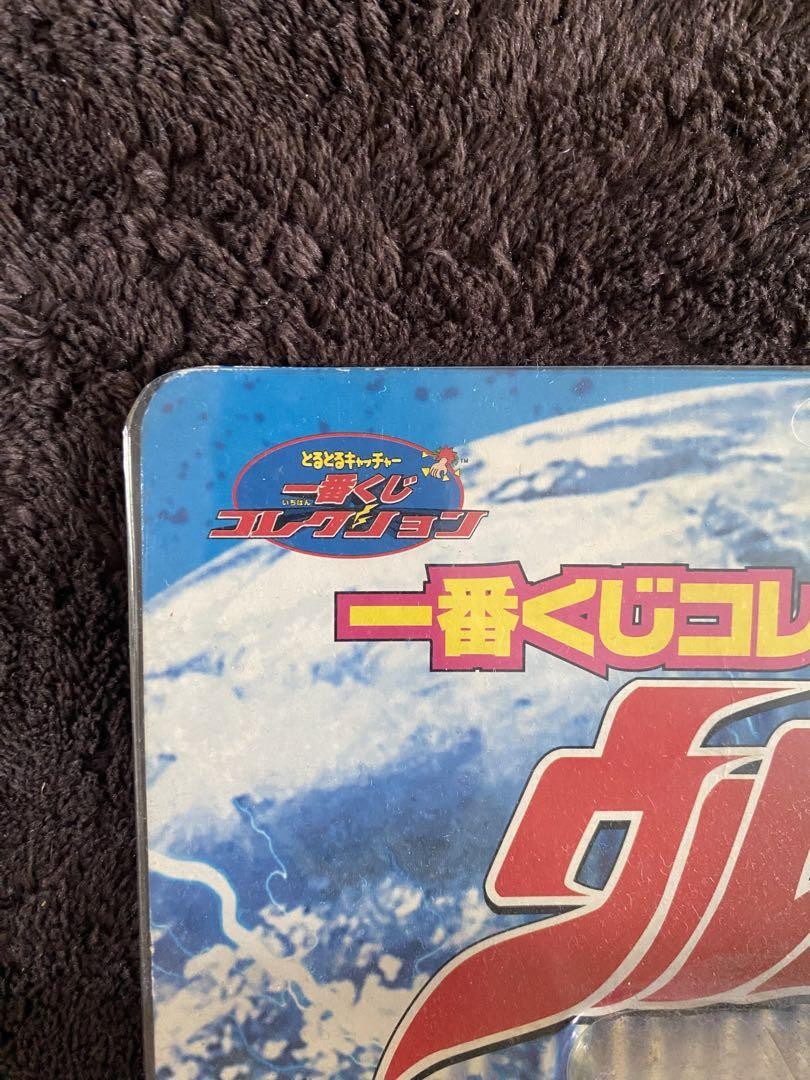 とるとるキャッチャー
TM
一番くじ
いちばん
コレクション
一番くじコレ